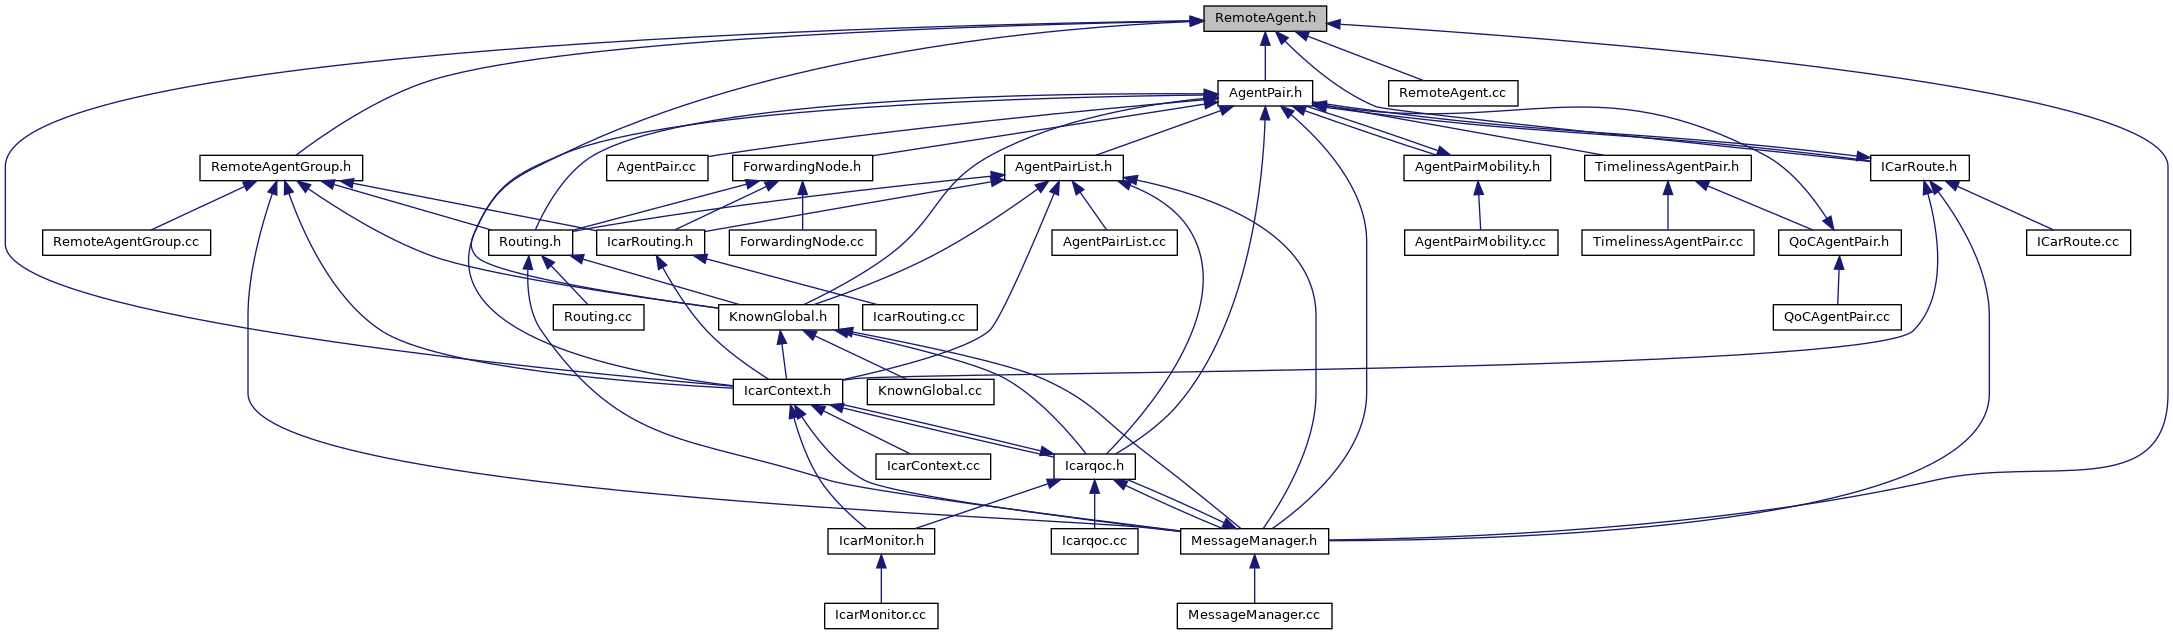 RemoteAgent.h
AgentPair.h
RemoteAgent.cc
RemoteAgentGroup.h
AgentPair.cc
ForwardingNode.h
AgentPairList.h
AgentPairMobility.h
TimelinessAgentPair.h
ICarRoute.h
RemoteAgentGroup.cc
Routing.h
IcarRouting.h
ForwardingNode.cc
AgentPairList.cc
AgentPairMobility.cc
TimelinessAgentPair.cc
QoCAgentPair.h
ICarRoute.cc
Routing.cc
KnownGlobal.h
IcarRouting.cc
QoCAgentPair.cc
IcarContext.h
KnownGlobal.cc
IcarContext.cc
Icarqoc.h
IcarMonitor.h
Icarqoc.cc
MessageManager.h
IcarMonitor.cc
MessageManager.cc